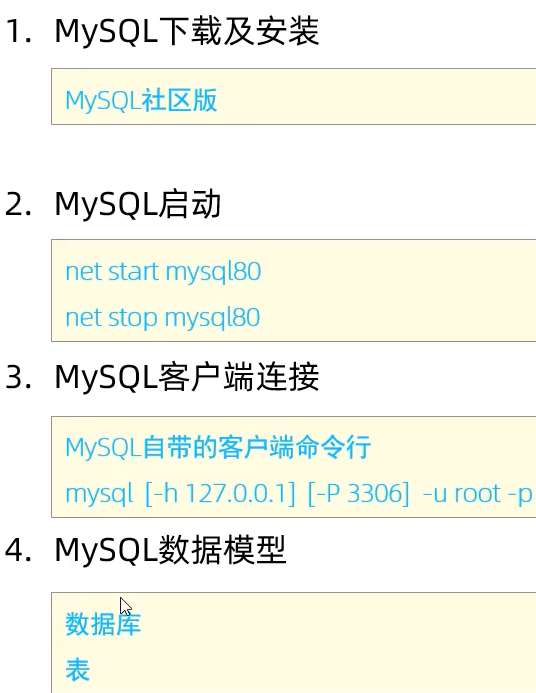 1. MySQL下载及安装
MySQL社区版
2. MySQL启动
net start mysql80
net stop mysql80
3. MySQL客户端连接
MySQL自带的客户端命令行
mysql [-h 127.0.0.1] [-P 3306] -u root -p
4. MySQL数据模型
数据库
表